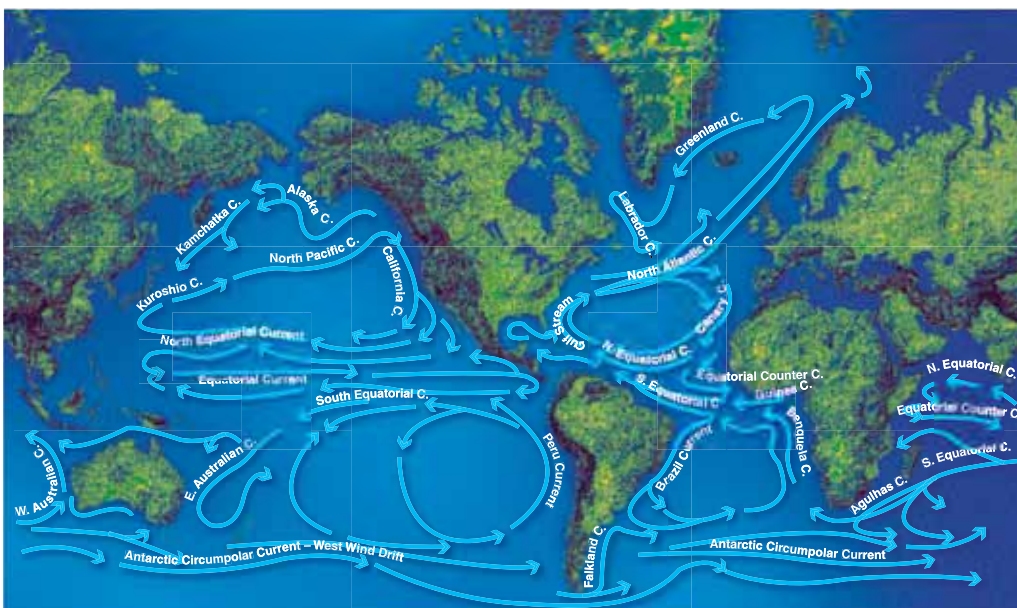 Greenland C.
Labrador C.
Alaska C.
Kamchatka C.
North Pacific C.
North Atlantic C.
California C.
Kuroshio C.
Gulf Stream
Canary C.
North Equatorial Current
N. Equatorial C.
Equatorial Counter C.
N. Equatorial C.
Equatorial Current
S. Equatorial C.
Guinea C.
South Equatorial C.
Equatorial Counter C.
Benguela C.
Brazil Current
Peru Current
E. Australian C.
W. Australian C.
S. Equatorial C.
Agulhas C.
Falkland C.
Antarctic Circumpolar Current – West Wind Drift
Antarctic Circumpolar Current